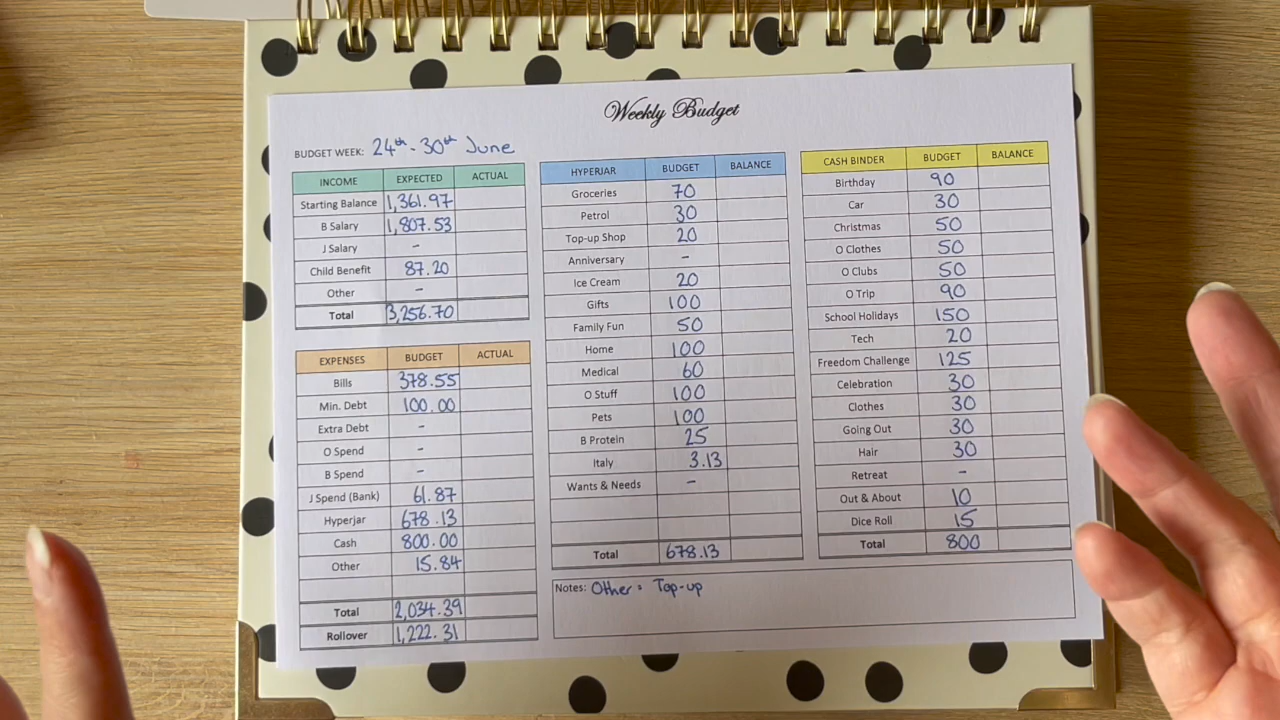 Weekly Budget
BUDGET WEEK: 24th - 30th June
INCOME EXPECTED ACTUAL
Starting Balance 1,361.97
B Salary 1,807.53
J Salary -
Child Benefit 87.20
Other -
Total 3,256.70
EXPENSES BUDGET ACTUAL
Bills 378.55
Min. Debt 100.00
Extra Debt -
O Spend -
B Spend -
J Spend (Bank) 61.87
Hyperjar 678.13
Cash 800.00
Other 15.84
Total 2,034.39
Rollover 1,222.31
HYPERJAR BUDGET BALANCE
Groceries 70
Petrol 30
Top-up Shop 20
Anniversary -
Ice Cream 20
Gifts 100
Family Fun 50
Home 100
Medical 60
O Stuff 100
Pets 100
B Protein 25
Italy 3.13
Wants & Needs -
Total 678.13
CASH BINDER BUDGET BALANCE
Birthday 90
Car 30
Christmas 50
O Clothes 50
O Clubs 50
O Trip 90
School Holidays 150
Tech 20
Freedom Challenge 125
Celebration 30
Clothes 30
Going Out 30
Hair 30
Retreat -
Out & About 10
Dice Roll 15
Total 800
Notes: Other = Top-up